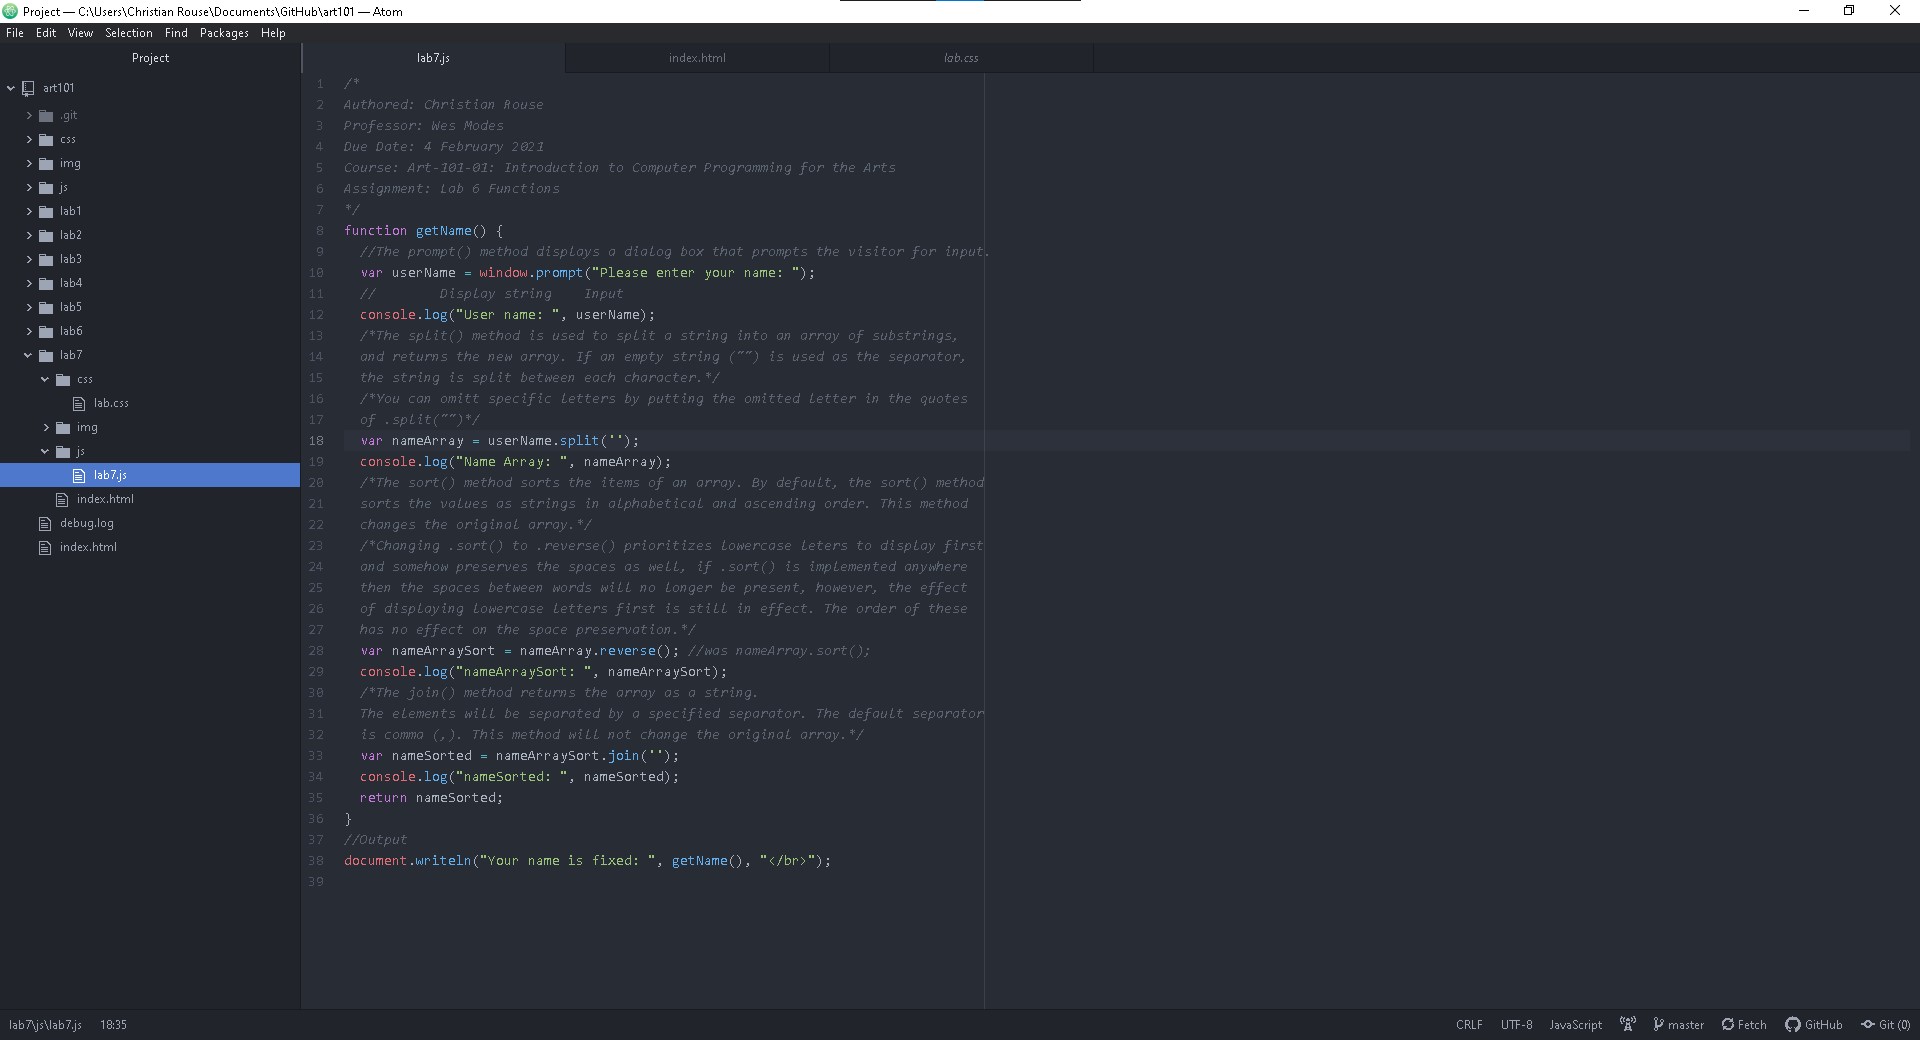 Project — C:\Users\Christian Rouse\Documents\GitHub\art101 — Atom
File Edit View Selection Find Packages Help
Project
art101
.git
css
img
js
lab1
lab2
lab3
lab4
lab5
lab6
lab7
css
lab.css
img
js
lab7.js
index.html
debug.log
index.html
lab7.js index.html lab.css
1 /*
2 Authored: Christian Rouse
3 Professor: Wes Modes
4 Due Date: 4 February 2021
5 Course: Art-101-01: Introduction to Computer Programming for the Arts
6 Assignment: Lab 6 Functions
7 */
8 function getName() {
9 //The prompt() method displays a dialog box that prompts the visitor for input.
10 var userName = window.prompt("Please enter your name: ");
11 // Display string Input
12 console.log("User name: ", userName);
13 /*The split() method is used to split a string into an array of substrings,
14 and returns the new array. If an empty string (~~) is used as the separator,
15 the string is split between each character.*/
16 /*You can omitt specific letters by putting the omitted letter in the quotes
17 of .split(~~)*/
18 var nameArray = userName.split('');
19 console.log("Name Array: ", nameArray);
20 /*The sort() method sorts the items of an array. By default, the sort() method
21 sorts the values as strings in alphabetical and ascending order. This method
22 changes the original array.*/
23 /*Changing .sort() to .reverse() prioritizes lowercase leters to display first
24 and somehow preserves the spaces as well, if .sort() is implemented anywhere
25 then the spaces between words will no longer be present, however, the effect
26 of displaying lowercase letters first is still in effect. The order of these
27 has no effect on the space preservation.*/
28 var nameArraySort = nameArray.reverse(); //was nameArray.sort();
29 console.log("nameArraySort: ", nameArraySort);
30 /*The join() method returns the array as a string.
31 The elements will be separated by a specified separator. The default separator
32 is comma (,). This method will not change the original array.*/
33 var nameSorted = nameArraySort.join('');
34 console.log("nameSorted: ", nameSorted);
35 return nameSorted;
36 }
37 //Output
38 document.writeln("Your name is fixed: ", getName(), "</br>");
39
lab7\js\lab7.js 18:35 CRLF UTF-8 JavaScript master Fetch GitHub Git (0)